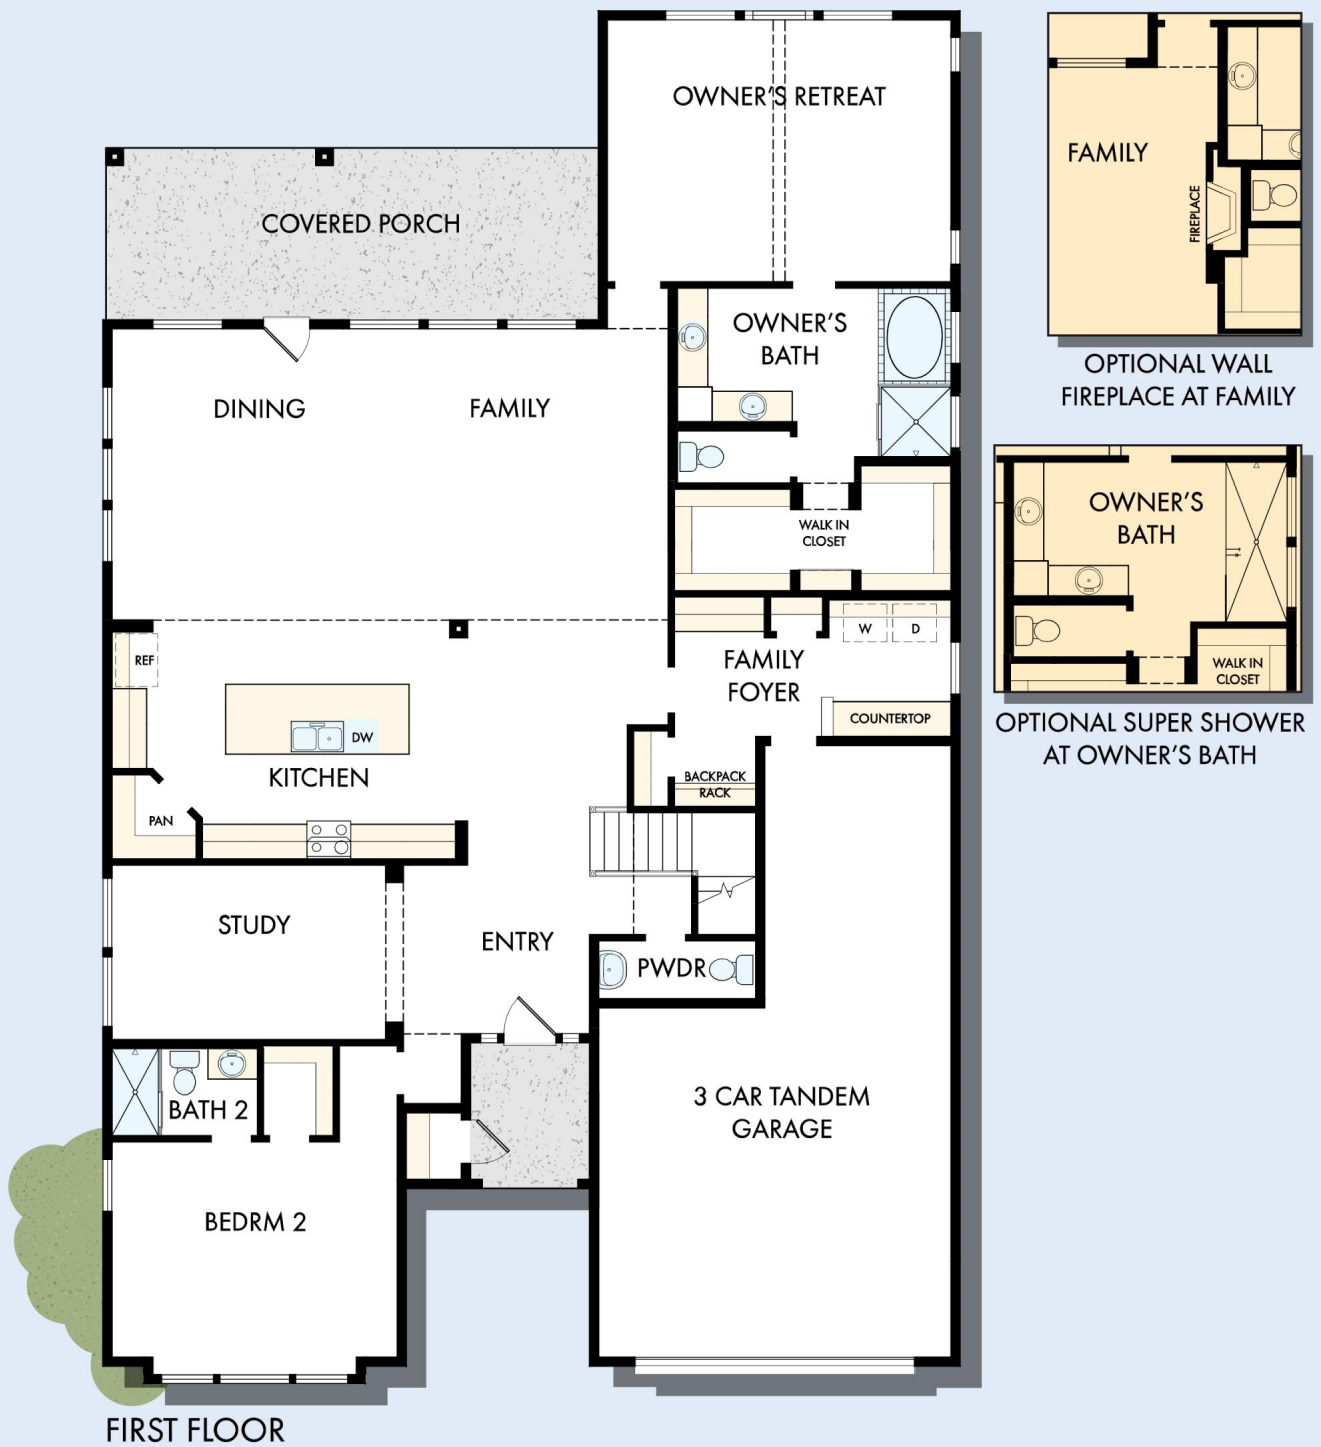 OWNER'S RETREAT
COVERED PORCH
OWNER'S
BATH
DINING
FAMILY
WALK IN
CLOSET
REF
W
D
FAMILY
FOYER
COUNTERTOP
DW
KITCHEN
BACKPACK
RACK
PAN
STUDY
ENTRY
PWDR
BATH 2
3 CAR TANDEM
GARAGE
BEDRM 2
FIRST FLOOR
FAMILY
FIREPLACE
OPTIONAL WALL
FIREPLACE AT FAMILY
OWNER'S
BATH
WALK IN
CLOSET
OPTIONAL SUPER SHOWER
AT OWNER'S BATH